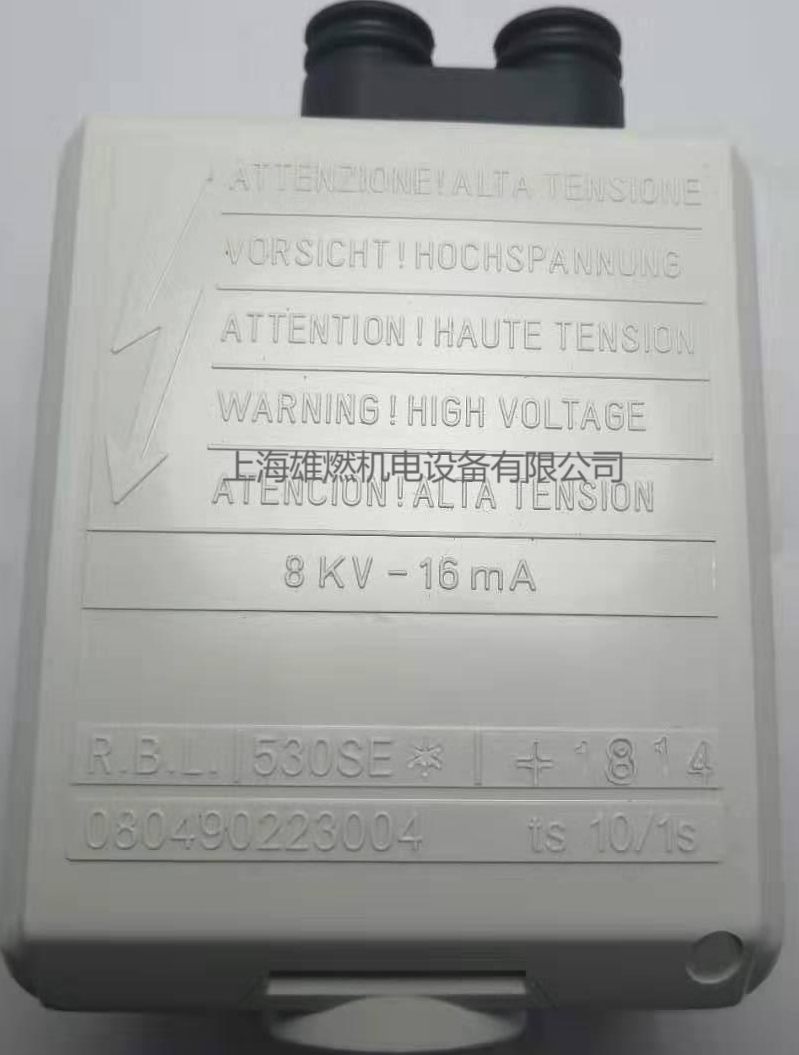 ATTENZIONE! ALTA TENSIONE
VORSICHT! HOCHSPANNUNG
ATTENTION! HAUTE TENSION
WARNING! HIGH VOLTAGE
上海雄燃机电设备有限公司
ATENCION! ALTA TENSION
8 KV - 16 mA
R.B.L. | 530SE * | + 1814
080490223004 ts 10/1s